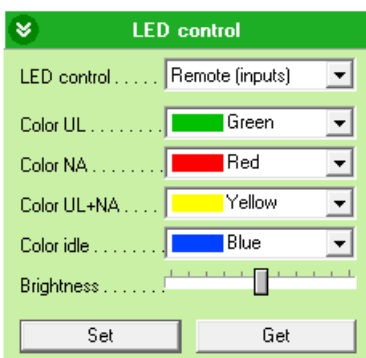 LED control
LED control . . . . . Remote (inputs)
Color UL . . . . . . . . Green
Color NA . . . . . . . . Red
Color UL+NA . . . . Yellow
Color idle . . . . . . . . Blue
Brightness . . . . . . .
Set Get